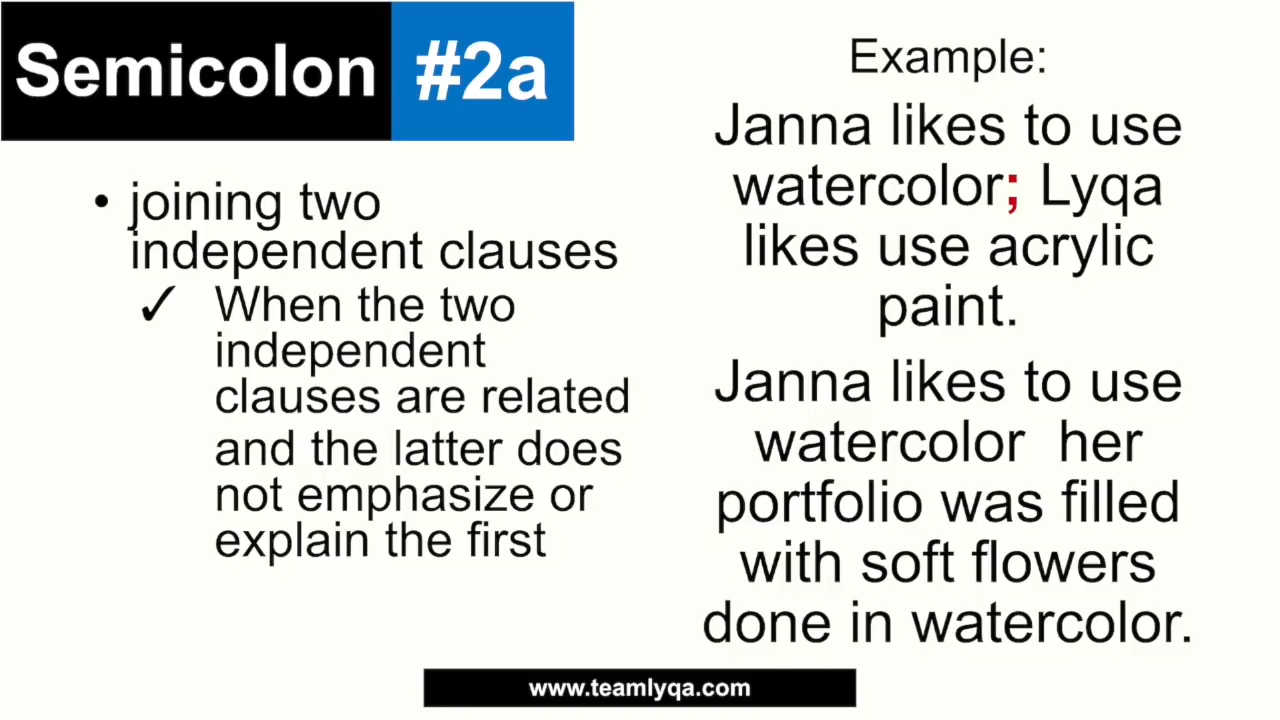 Semicolon #2a
• joining two
independent clauses
✓ When the two
independent
clauses are related
and the latter does
not emphasize or
explain the first
Example:
Janna likes to use
watercolor; Lyqa
likes use acrylic
paint.
Janna likes to use
watercolor  her
portfolio was filled
with soft flowers
done in watercolor.
www.teamlyqa.com